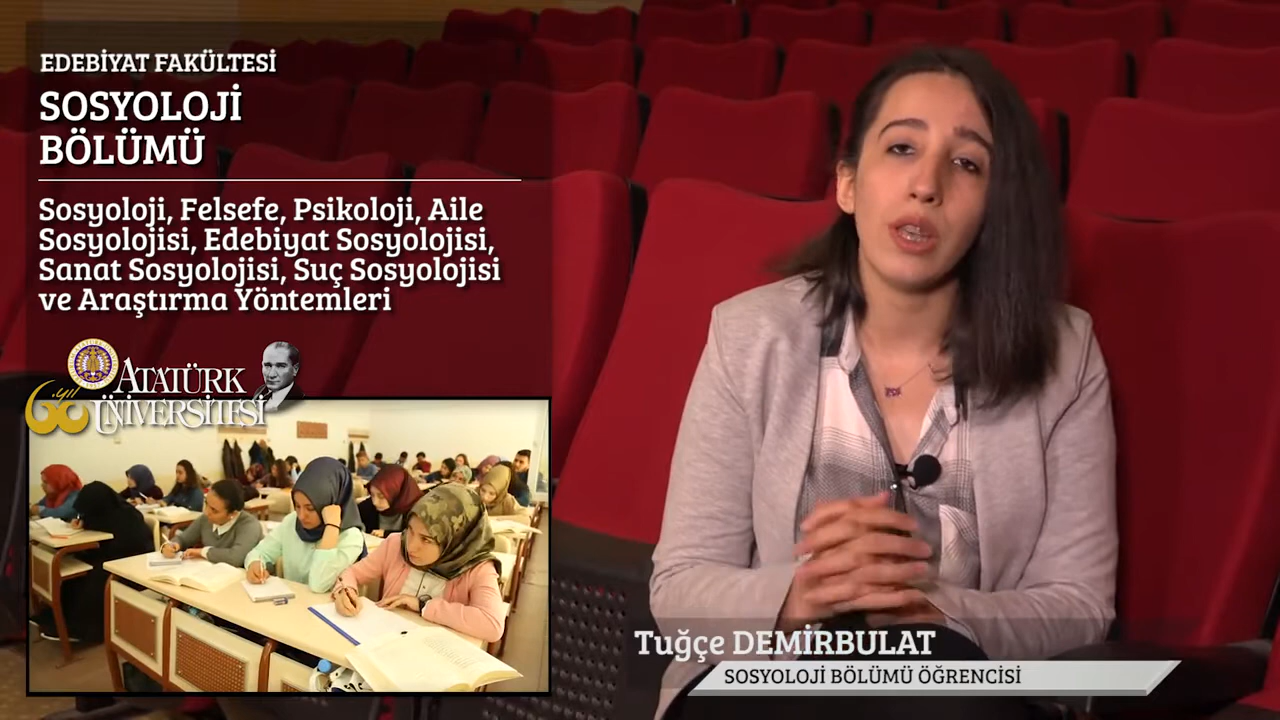 EDEBİYAT FAKÜLTESİ
SOSYOLOJİ
BÖLÜMÜ
Sosyoloji, Felsefe, Psikoloji, Aile
Sosyolojisi, Edebiyat Sosyolojisi,
Sanat Sosyolojisi, Suç Sosyolojisi
ve Araştırma Yöntemleri
60.yıl
ATATÜRK
ÜNİVERSİTESİ
Tuğçe DEMİRBULAT
SOSYOLOJİ BÖLÜMÜ ÖĞRENCİSİ